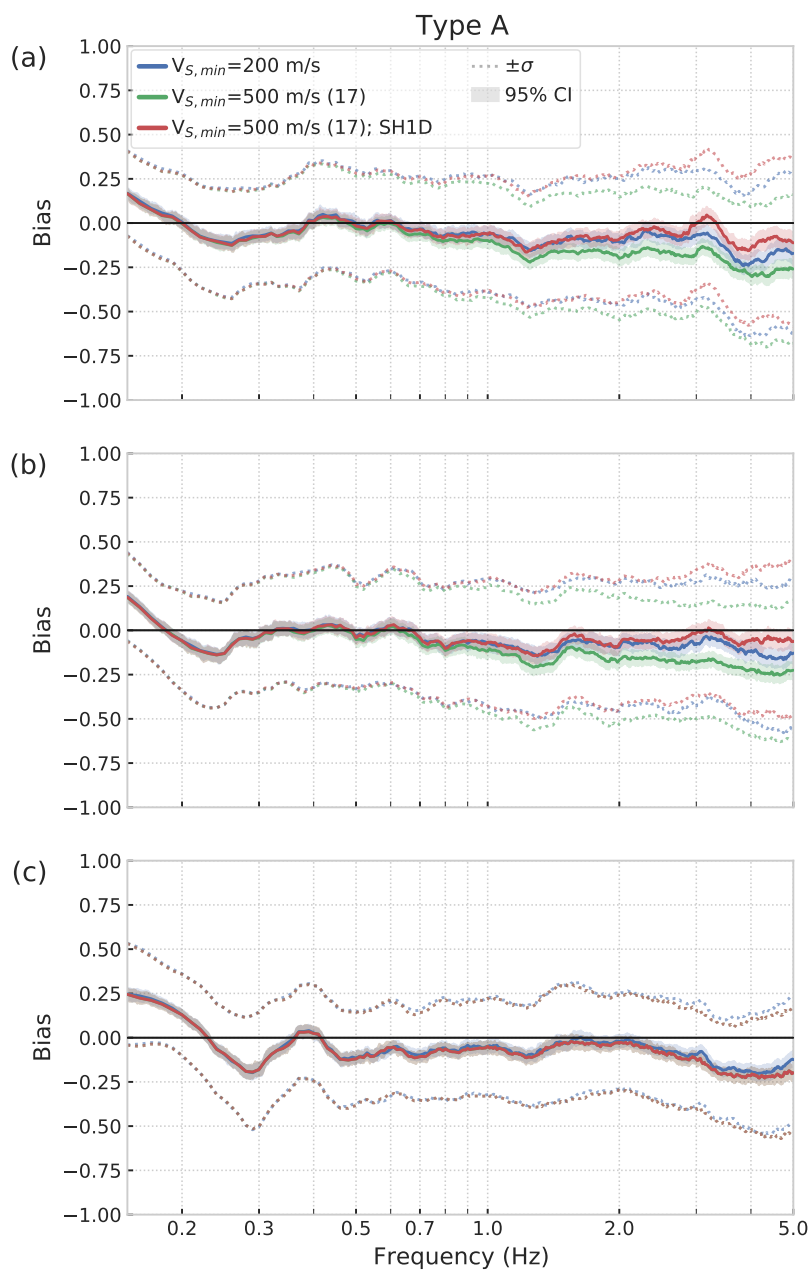 Type A
(a)
1.00
0.75
0.50
0.25
0.00
−0.25
−0.50
−0.75
−1.00
Bias
V_{S,min}=200 m/s
V_{S,min}=500 m/s (17)
V_{S,min}=500 m/s (17); SH1D
±σ
95% CI
(b)
1.00
0.75
0.50
0.25
0.00
−0.25
−0.50
−0.75
−1.00
Bias
(c)
1.00
0.75
0.50
0.25
0.00
−0.25
−0.50
−0.75
−1.00
Bias
0.2 0.3 0.5 0.7 1.0 2.0 5.0
Frequency (Hz)